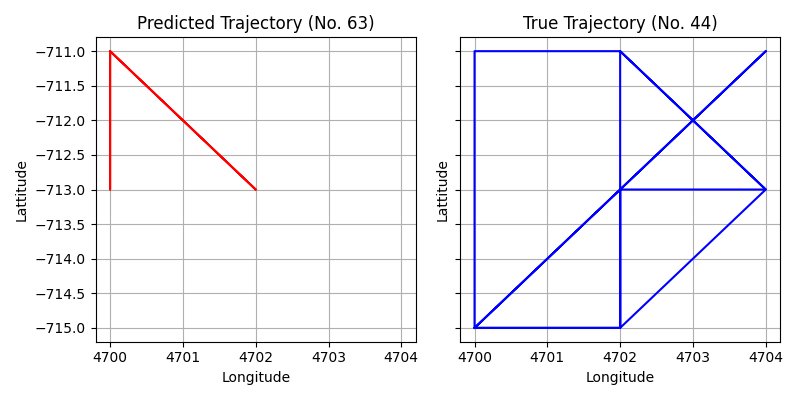 Predicted Trajectory (No. 63)
−711.0
−711.5
−712.0
−712.5
−713.0
−713.5
−714.0
−714.5
−715.0
Lattitude
4700 4701 4702 4703 4704
Longitude
True Trajectory (No. 44)
Lattitude
4700 4701 4702 4703 4704
Longitude